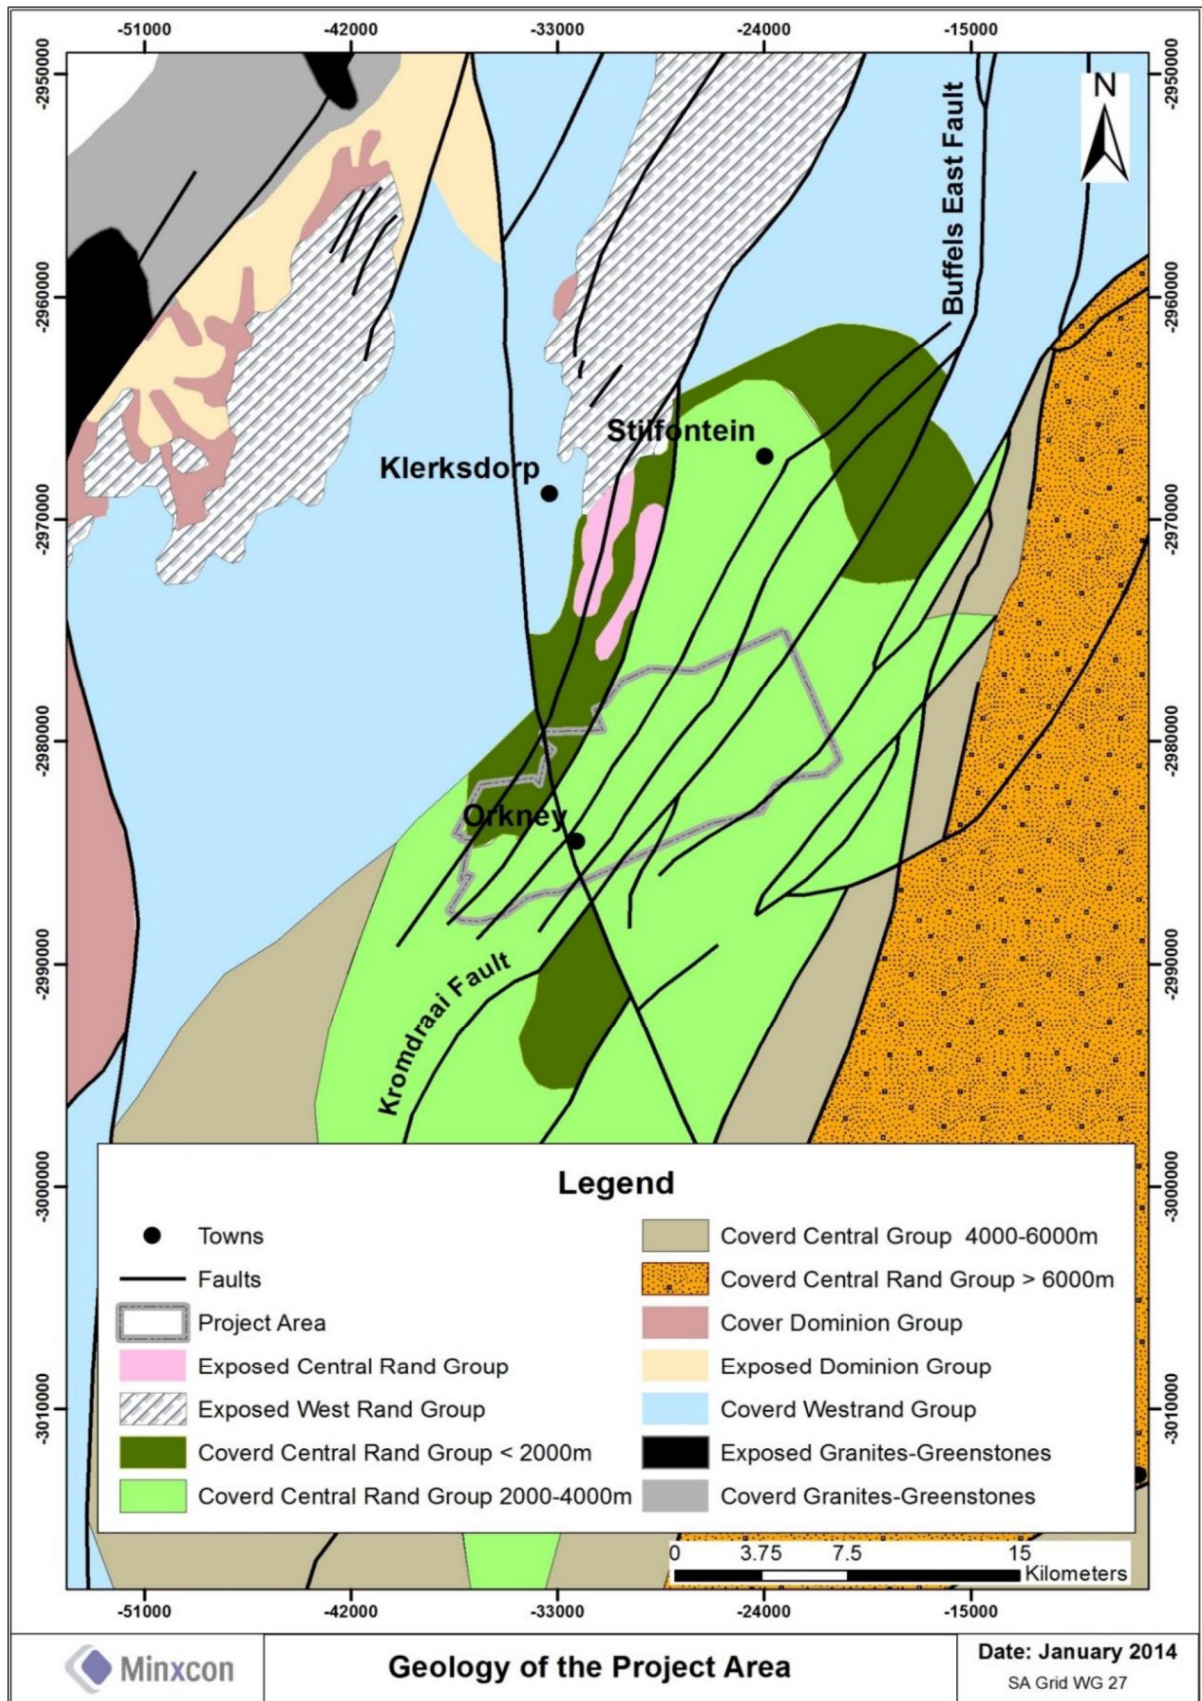 -51000 -42000 -33000 -24000 -15000
-2950000 -2950000
N
Buffels East Fault
-2960000 -2960000
Stilfontein
Klerksdorp
-2970000 -2970000
-2980000 -2980000
Orkney
-2990000 -2990000
Kromdraai Fault
Legend
-3000000 -3000000
Towns
Faults
Project Area
Exposed Central Rand Group
Exposed West Rand Group
Coverd Central Rand Group < 2000m
Coverd Central Rand Group 2000-4000m
Coverd Central Group 4000-6000m
Coverd Central Rand Group > 6000m
Cover Dominion Group
Exposed Dominion Group
Coverd Westrand Group
Exposed Granites-Greenstones
Coverd Granites-Greenstones
-3010000 -3010000
0 3.75 7.5 15
Kilometers
-51000 -42000 -33000 -24000 -15000
Minxcon
Geology of the Project Area
Date: January 2014
SA Grid WG 27